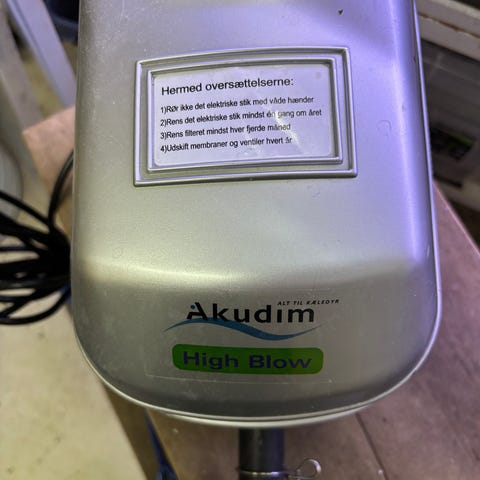 Hermed oversættelserne:
1)Rør ikke det elektriske stik med våde hænder
2)Rens det elektriske stik mindst én gang om året
3)Rens filteret mindst hver fjerde måned
4)Udskift membraner og ventiler hvert år
ALT TIL KÆLEDYR
Akudim
High Blow